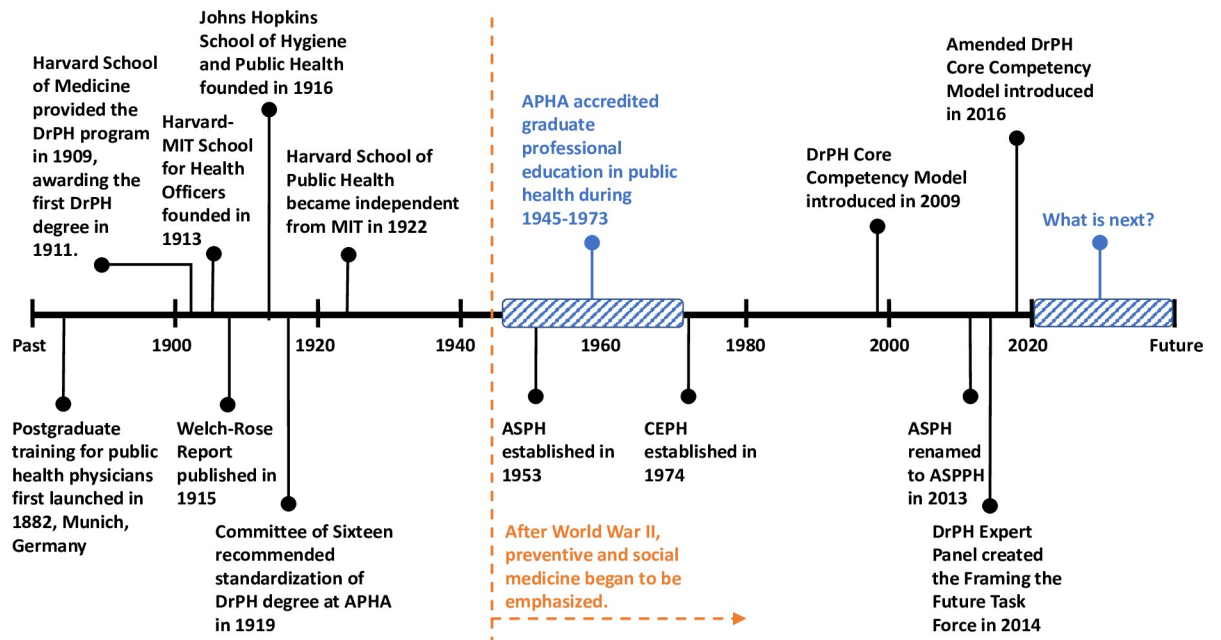 Johns Hopkins
School of Hygiene
and Public Health
founded in 1916
Harvard School
of Medicine
provided the
DrPH program
in 1909,
awarding the
first DrPH
degree in
1911.
Harvard-
MIT School
for Health
Officers
founded in
1913
Harvard School of
Public Health
became independent
from MIT in 1922
APHA accredited
graduate
professional
education in public
health during
1945-1973
DrPH Core
Competency Model
introduced in 2009
Amended DrPH
Core Competency
Model introduced
in 2016
What is next?
Past
1900
1920
1940
1960
1980
2000
2020
Future
Postgraduate
training for public
health physicians
first launched in
1882, Munich,
Germany
Welch-Rose
Report
published in
1915
Committee of Sixteen
recommended
standardization of
DrPH degree at APHA
in 1919
ASPH
established in
1953
CEPH
established in
1974
After World War II,
preventive and social
medicine began to be
emphasized.
ASPH
renamed
to ASPPH
in 2013
DrPH Expert
Panel created
the Framing the
Future Task
Force in 2014